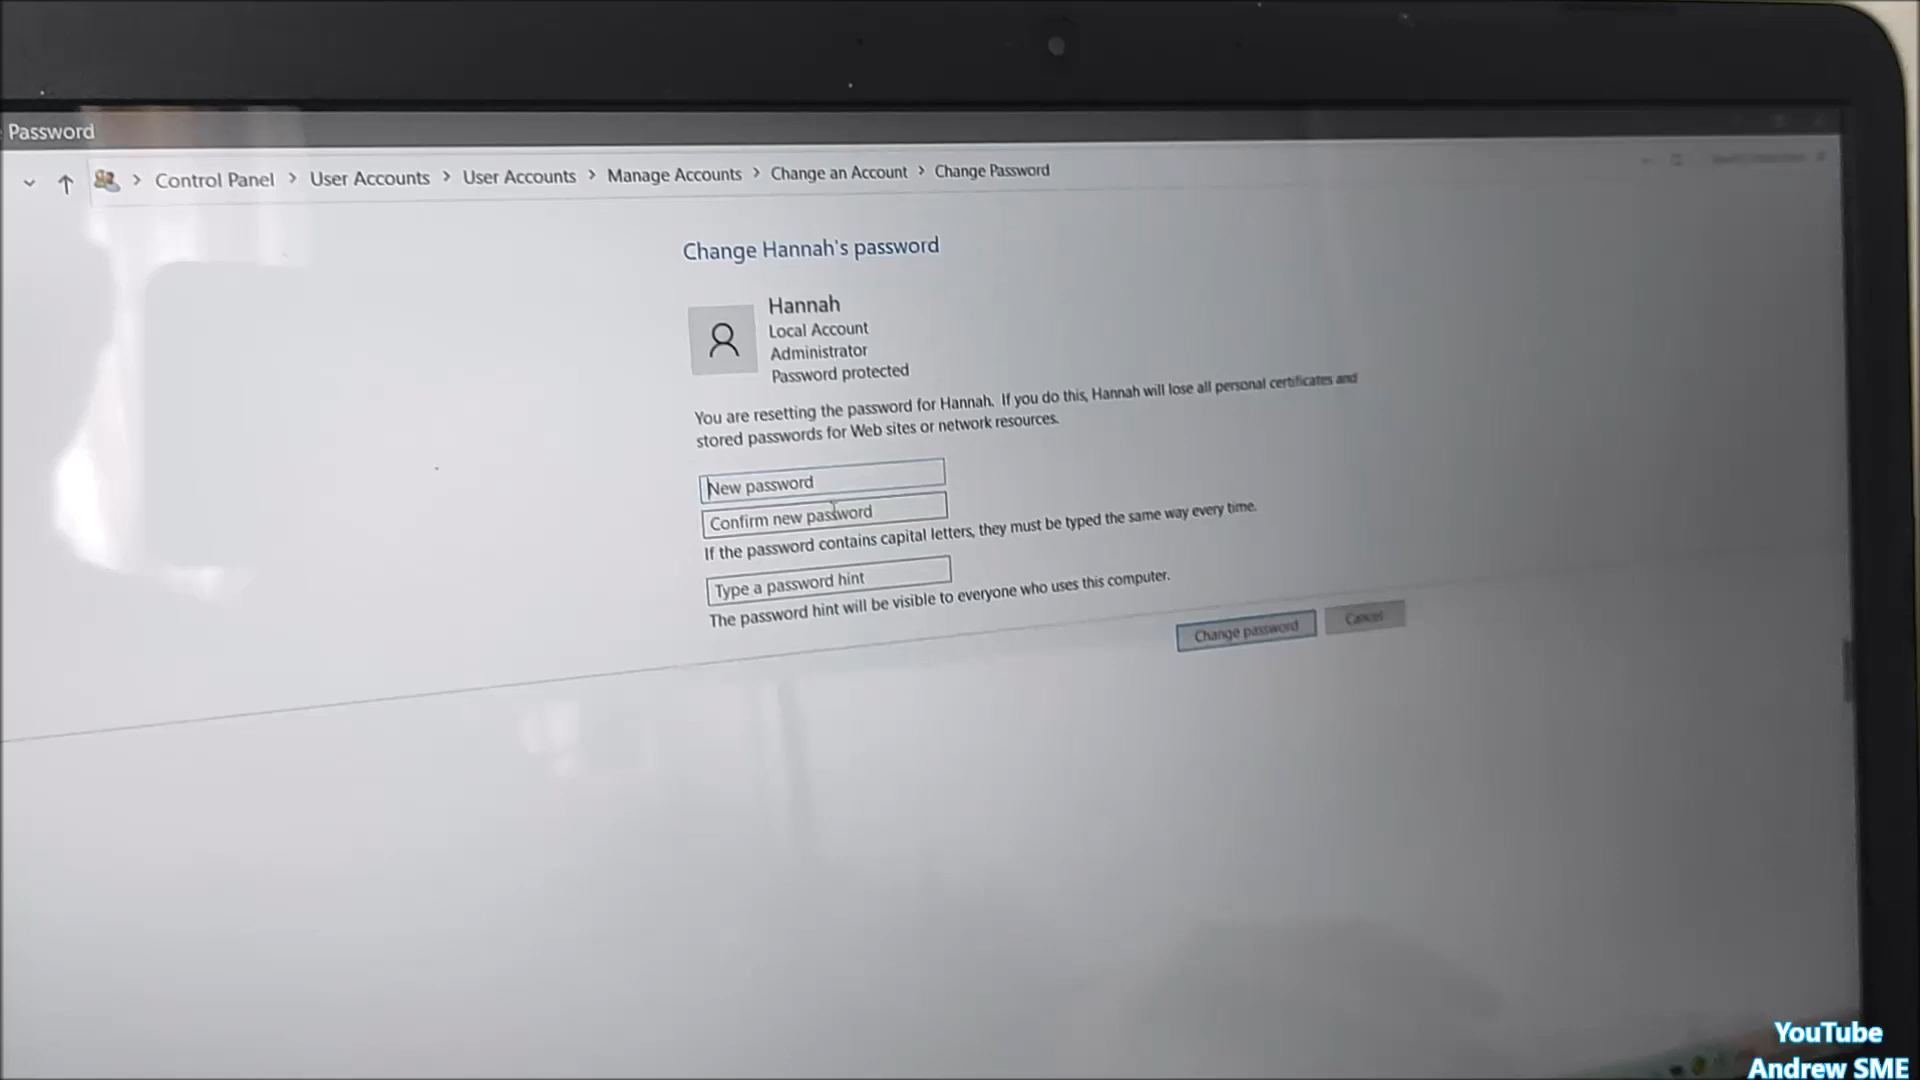 Password
Control Panel > User Accounts > User Accounts > Manage Accounts > Change an Account > Change Password
Change Hannah's password
Hannah
Local Account
Administrator
Password protected
You are resetting the password for Hannah. If you do this, Hannah will lose all personal certificates and
stored passwords for Web sites or network resources.
New password
Confirm new password
If the password contains capital letters, they must be typed the same way every time.
Type a password hint
The password hint will be visible to everyone who uses this computer.
Change password
Cancel
YouTube
Andrew SME